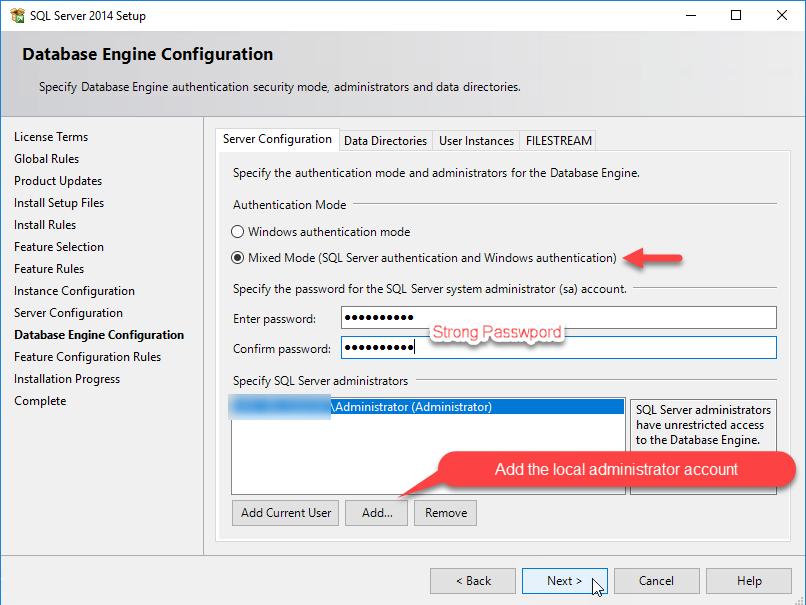 SQL Server 2014 Setup
Database Engine Configuration
Specify Database Engine authentication security mode, administrators and data directories.
License Terms
Global Rules
Product Updates
Install Setup Files
Install Rules
Feature Selection
Feature Rules
Instance Configuration
Server Configuration
Database Engine Configuration
Feature Configuration Rules
Installation Progress
Complete
Server Configuration Data Directories User Instances FILESTREAM
Specify the authentication mode and administrators for the Database Engine.
Authentication Mode
Windows authentication mode
Mixed Mode (SQL Server authentication and Windows authentication)
Specify the password for the SQL Server system administrator (sa) account.
Enter password: ●●●●●●●●●●
Strong Passwpord
Confirm password: ●●●●●●●●●●
Specify SQL Server administrators
\Administrator (Administrator)
SQL Server administrators
have unrestricted access
to the Database Engine.
Add the local administrator account
Add Current User Add... Remove
< Back Next > Cancel Help